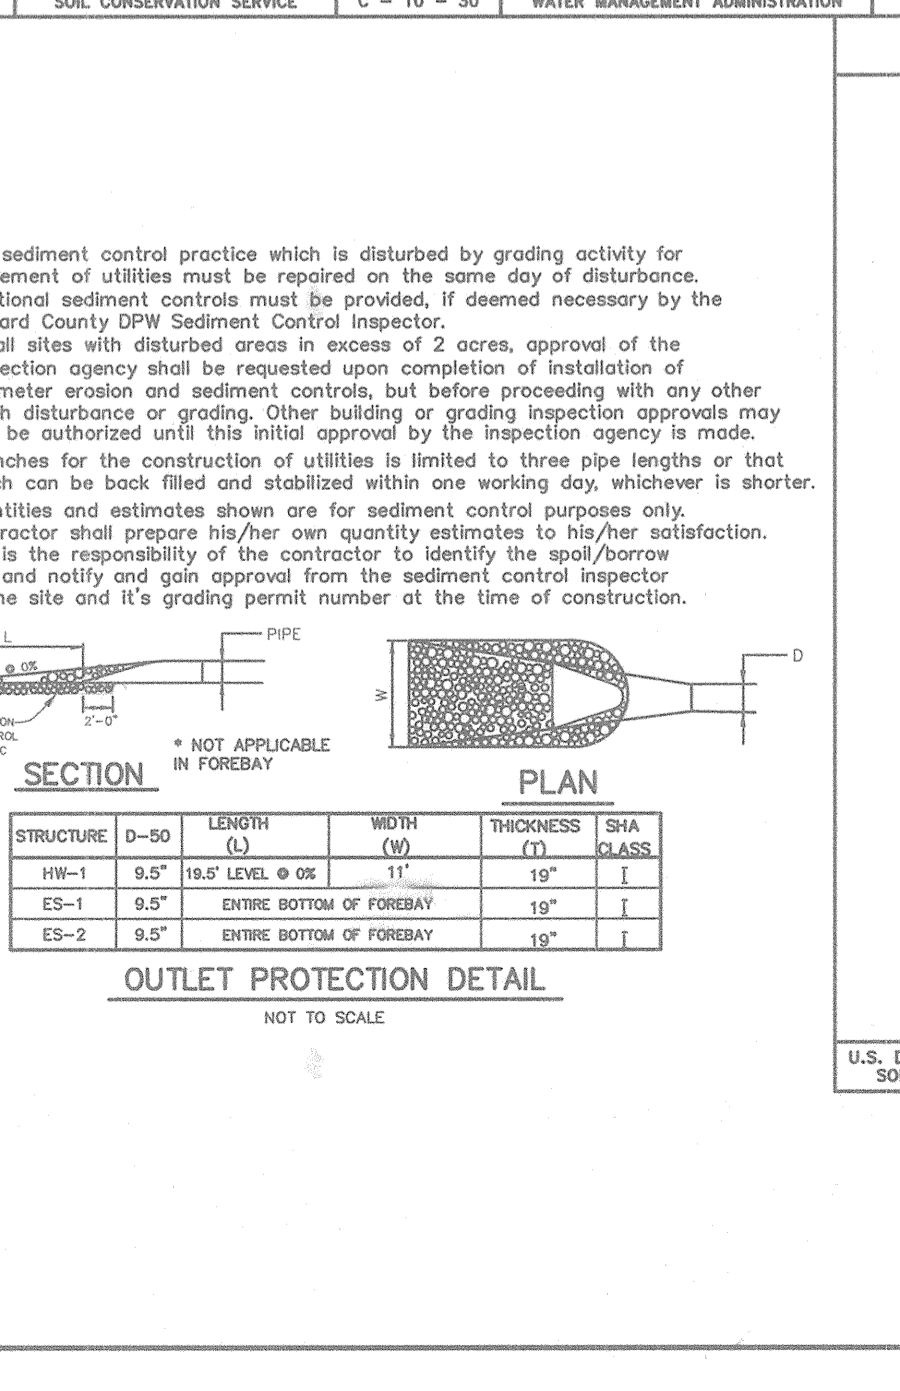 SOIL CONSERVATION SERVICE
C - 10 - 30
WATER MANAGEMENT ADMINISTRATION
sediment control practice which is disturbed by grading activity for
ement of utilities must be repaired on the same day of disturbance.
tional sediment controls must be provided, if deemed necessary by the
ard County DPW Sediment Control Inspector.
all sites with disturbed areas in excess of 2 acres, approval of the
ection agency shall be requested upon completion of installation of
meter erosion and sediment controls, but before proceeding with any other
h disturbance or grading. Other building or grading inspection approvals may
be authorized until this initial approval by the inspection agency is made.
nches for the construction of utilities is limited to three pipe lengths or that
ch can be back filled and stabilized within one working day, whichever is shorter.
ntities and estimates shown are for sediment control purposes only.
ractor shall prepare his/her own quantity estimates to his/her satisfaction.
is the responsibility of the contractor to identify the spoil/borrow
and notify and gain approval from the sediment control inspector
he site and it's grading permit number at the time of construction.
L
PIPE
@ 0%
2'-0"
ON
ROL
C
* NOT APPLICABLE
IN FOREBAY
SECTION
W
D
PLAN
STRUCTURE D-50 LENGTH (L) WIDTH (W) THICKNESS (T) SHA CLASS
HW-1 9.5" 19.5' LEVEL @ 0% 11' 19" I
ES-1 9.5" ENTIRE BOTTOM OF FOREBAY 19" I
ES-2 9.5" ENTIRE BOTTOM OF FOREBAY 19" I
OUTLET PROTECTION DETAIL
NOT TO SCALE
U.S. D
SO